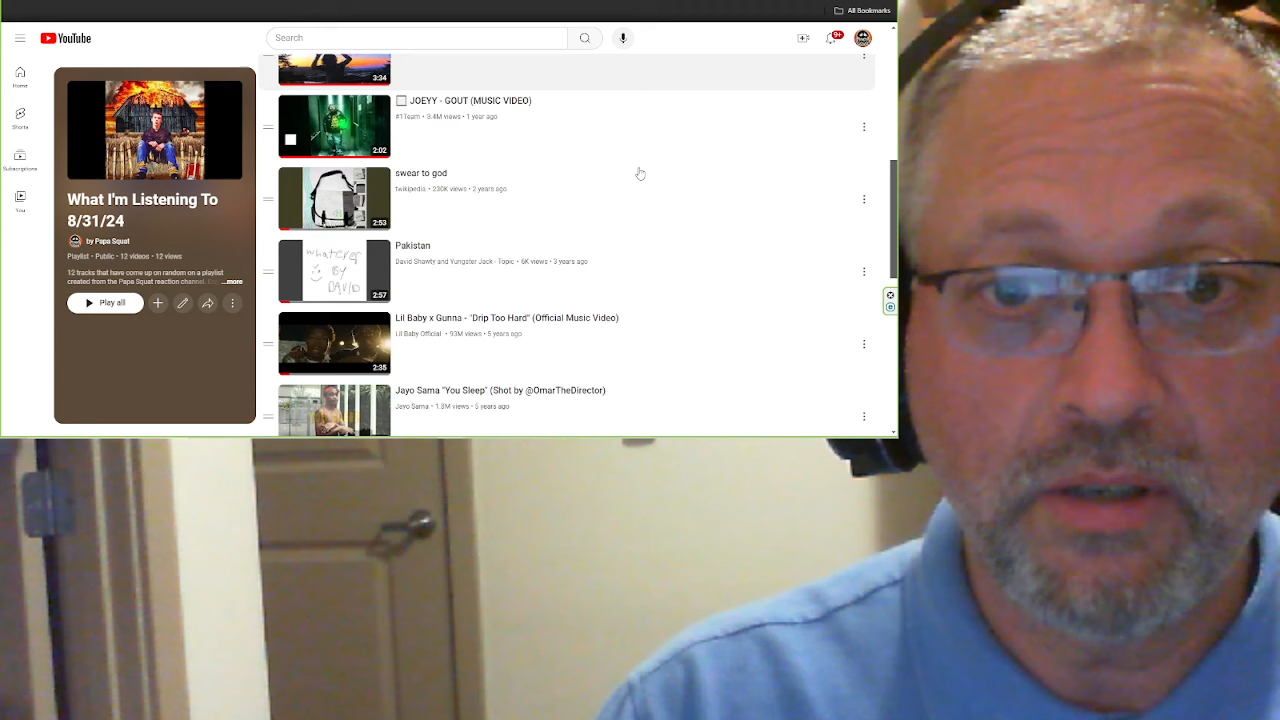 All Bookmarks
YouTube
Search
9+
Home
Shorts
Subscriptions
You
What I'm Listening To
8/31/24
by Papa Squat
Playlist • Public • 12 videos • 12 views
12 tracks that have come up on random on a playlist
created from the Papa Squat reaction channel.
...more
Play all
3:34
JOEYY - GOUT (MUSIC VIDEO)
#1Team • 3.4M views • 1 year ago
2:02
swear to god
twikipedia • 230K views • 2 years ago
2:53
Pakistan
David Shawty and Yungster Jack - Topic • 6K views • 3 years ago
whatever
BY
DAVID
2:57
Lil Baby x Gunna - "Drip Too Hard" (Official Music Video)
Lil Baby Official • 93M views • 5 years ago
2:35
Jayo Sama "You Sleep" (Shot by @OmarTheDirector)
Jayo Sama • 1.8M views • 5 years ago